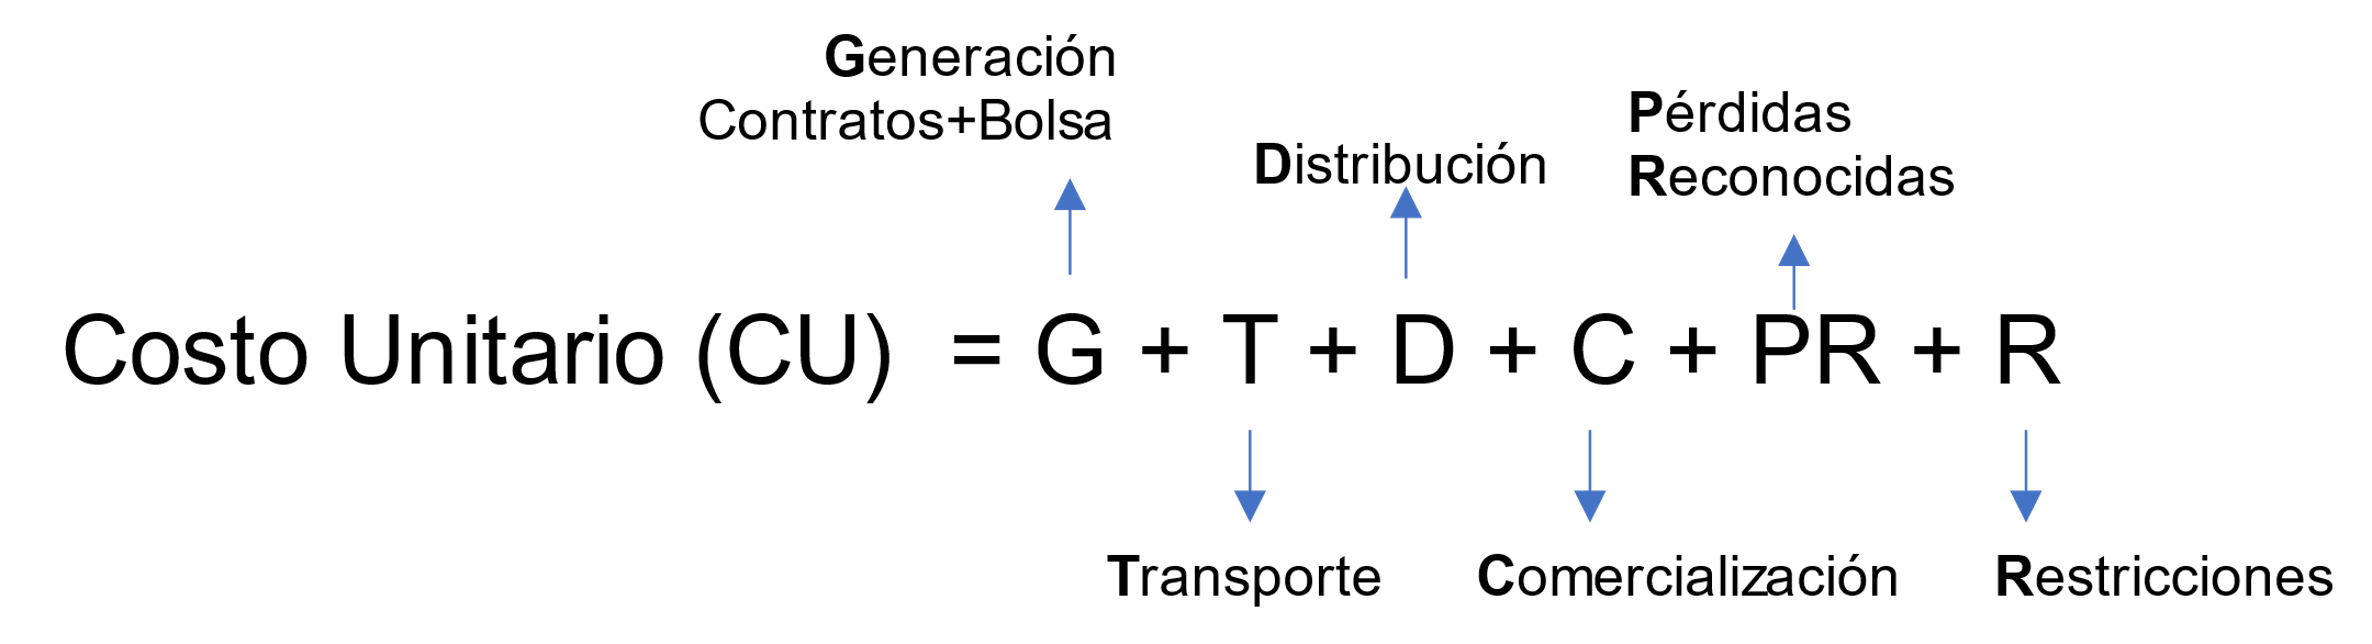 Generación
Contratos+Bolsa
Distribución
Pérdidas
Reconocidas
Costo Unitario (CU) = G + T + D + C + PR + R
Transporte
Comercialización
Restricciones